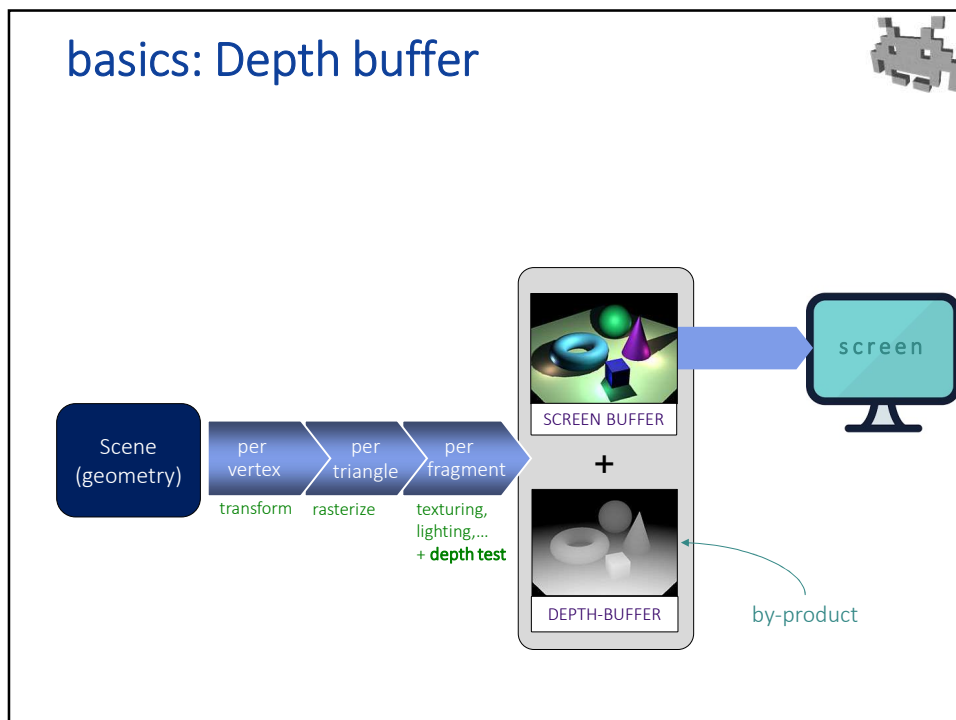 basics: Depth buffer
screen
SCREEN BUFFER
Scene
(geometry)
per
vertex
per
triangle
per
fragment
+
transform
rasterize
texturing,
lighting,...
+ depth test
DEPTH-BUFFER
by-product